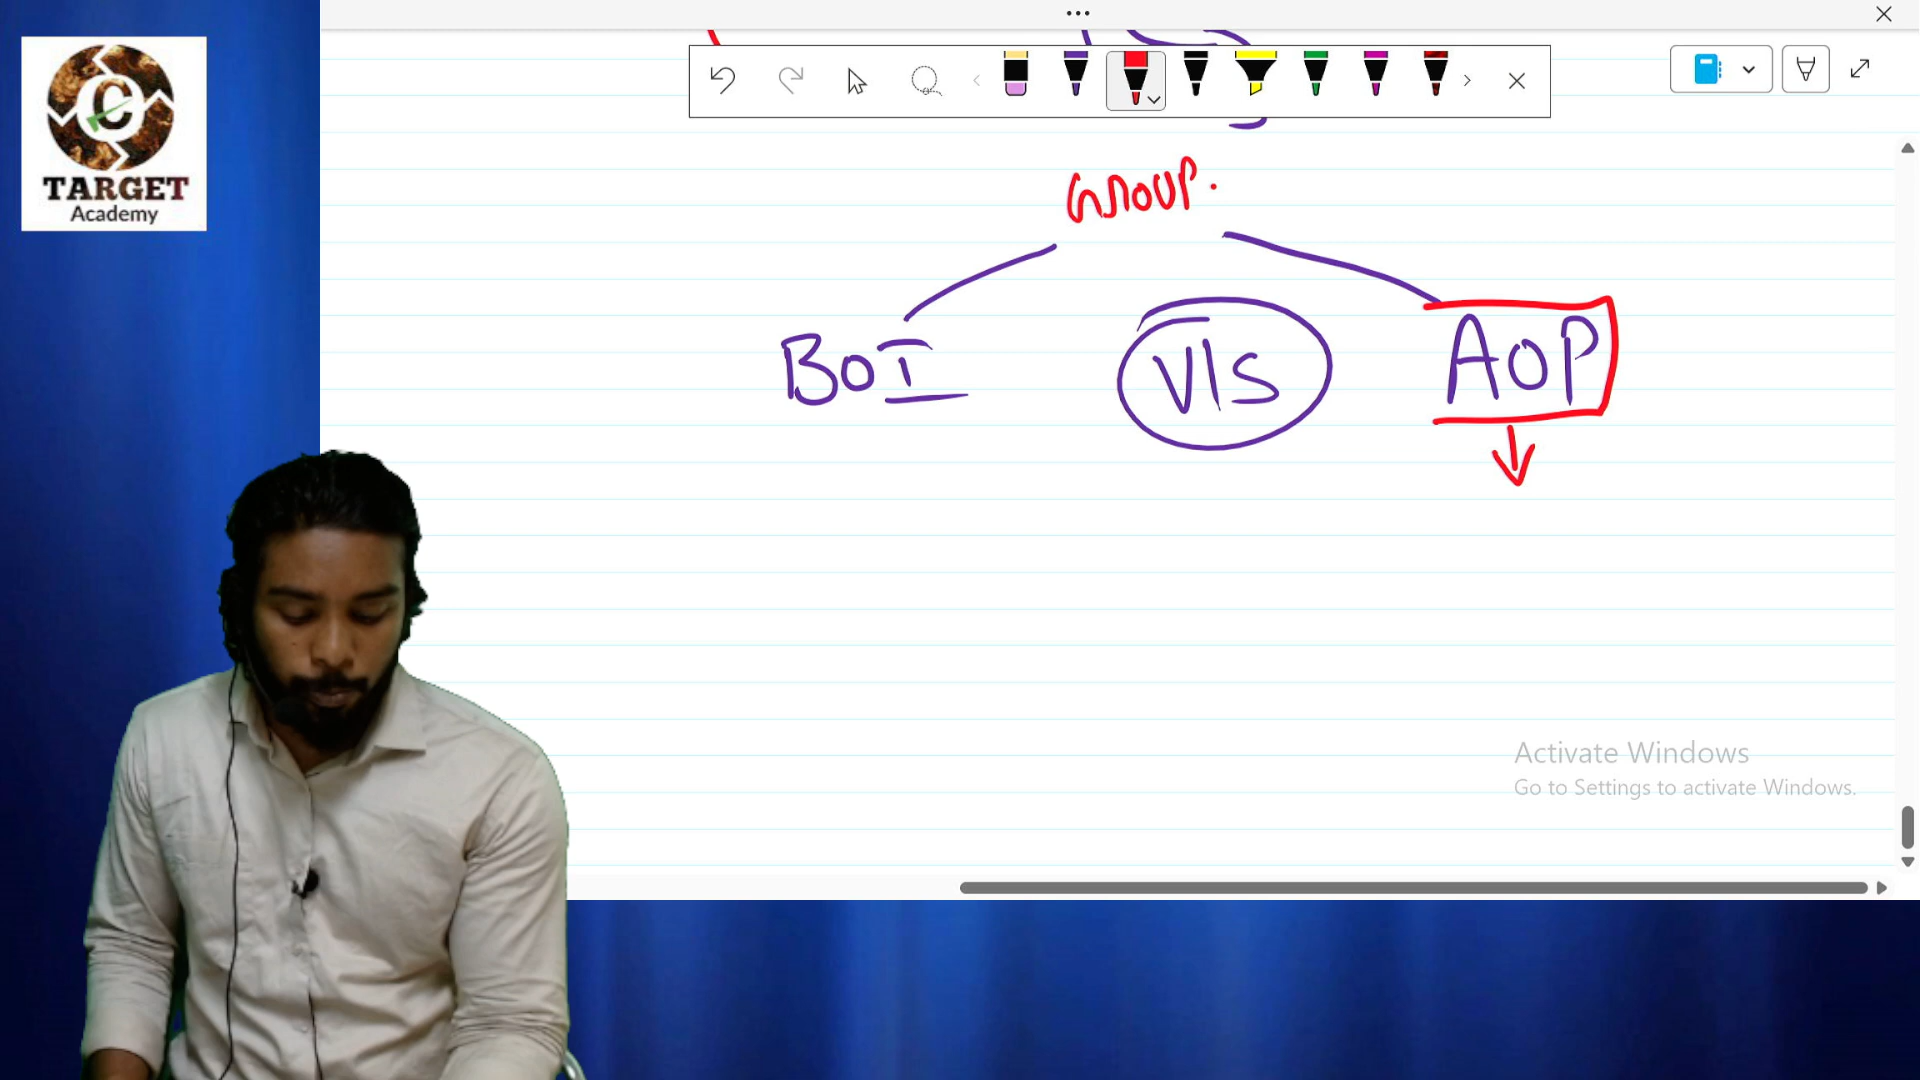 TARGET
Academy
Group.
BoI V/S AOP
Activate Windows
Go to Settings to activate Windows.